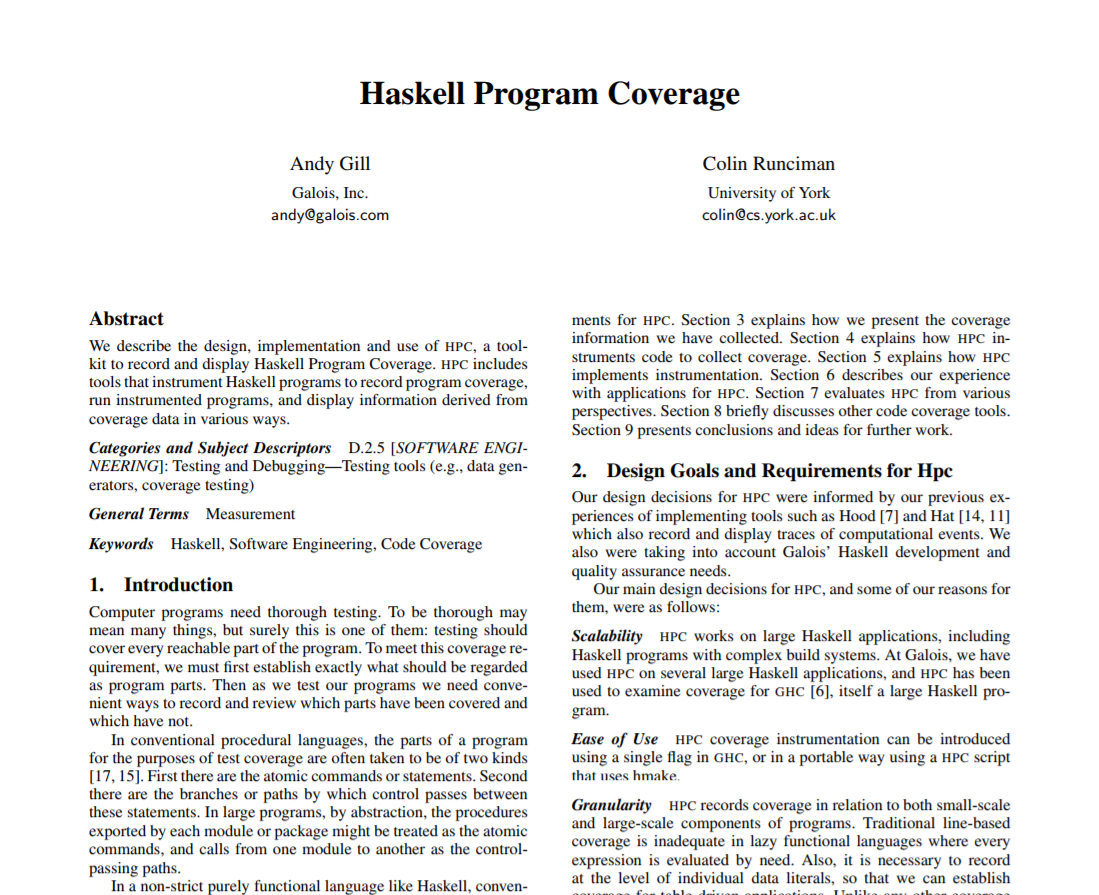 Haskell Program Coverage
Andy Gill
Galois, Inc.
andy@galois.com
Colin Runciman
University of York
colin@cs.york.ac.uk
Abstract
We describe the design, implementation and use of HPC, a tool-
kit to record and display Haskell Program Coverage. HPC includes
tools that instrument Haskell programs to record program coverage,
run instrumented programs, and display information derived from
coverage data in various ways.
Categories and Subject Descriptors D.2.5 [SOFTWARE ENGI-
NEERING]: Testing and Debugging—Testing tools (e.g., data gen-
erators, coverage testing)
General Terms Measurement
Keywords Haskell, Software Engineering, Code Coverage
1. Introduction
Computer programs need thorough testing. To be thorough may
mean many things, but surely this is one of them: testing should
cover every reachable part of the program. To meet this coverage re-
quirement, we must first establish exactly what should be regarded
as program parts. Then as we test our programs we need conve-
nient ways to record and review which parts have been covered and
which have not.
In conventional procedural languages, the parts of a program
for the purposes of test coverage are often taken to be of two kinds
[17, 15]. First there are the atomic commands or statements. Second
there are the branches or paths by which control passes between
these statements. In large programs, by abstraction, the procedures
exported by each module or package might be treated as the atomic
commands, and calls from one module to another as the control-
passing paths.
In a non-strict purely functional language like Haskell, conven-
ments for HPC. Section 3 explains how we present the coverage
information we have collected. Section 4 explains how HPC in-
struments code to collect coverage. Section 5 explains how HPC
implements instrumentation. Section 6 describes our experience
with applications for HPC. Section 7 evaluates HPC from various
perspectives. Section 8 briefly discusses other code coverage tools.
Section 9 presents conclusions and ideas for further work.
2. Design Goals and Requirements for Hpc
Our design decisions for HPC were informed by our previous ex-
periences of implementing tools such as Hood [7] and Hat [14, 11]
which also record and display traces of computational events. We
also were taking into account Galois' Haskell development and
quality assurance needs.
Our main design decisions for HPC, and some of our reasons for
them, were as follows:
Scalability HPC works on large Haskell applications, including
Haskell programs with complex build systems. At Galois, we have
used HPC on several large Haskell applications, and HPC has been
used to examine coverage for GHC [6], itself a large Haskell pro-
gram.
Ease of Use HPC coverage instrumentation can be introduced
using a single flag in GHC, or in a portable way using a HPC script
that uses hmake.
Granularity HPC records coverage in relation to both small-scale
and large-scale components of programs. Traditional line-based
coverage is inadequate in lazy functional languages where every
expression is evaluated by need. Also, it is necessary to record
at the level of individual data literals, so that we can establish
coverage for table driven applications. Unlike any other coverage